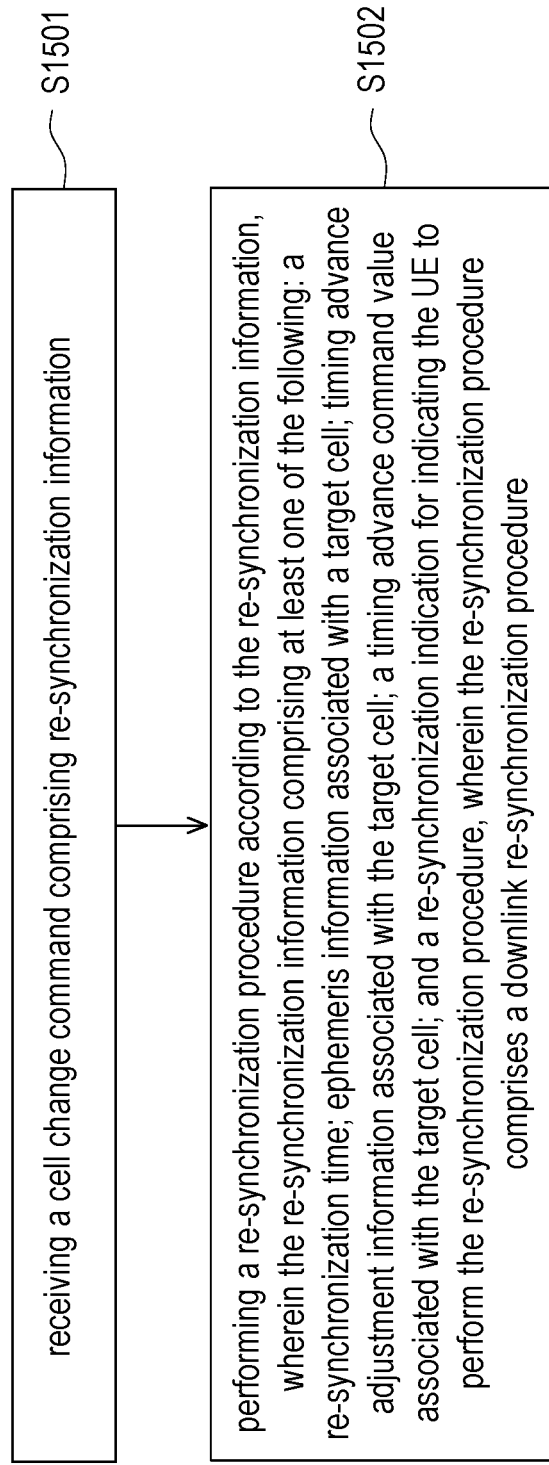 receiving a cell change command comprising re-synchronization information
S1501
performing a re-synchronization procedure according to the re-synchronization information,
wherein the re-synchronization information comprising at least one of the following: a
re-synchronization time; ephemeris information associated with a target cell; timing advance
adjustment information associated with the target cell; a timing advance command value
associated with the target cell; and a re-synchronization indication for indicating the UE to
perform the re-synchronization procedure, wherein the re-synchronization procedure
comprises a downlink re-synchronization procedure
S1502